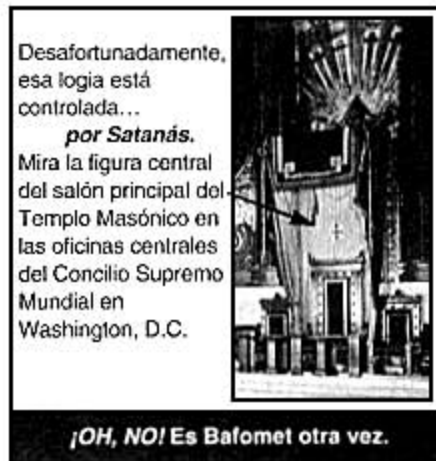 Desafortunadamente,
esa logia está
controlada...
por Satanás.
Mira la figura central
del salón principal del
Templo Masónico en
las oficinas centrales
del Concilio Supremo
Mundial en
Washington, D.C.
¡OH, NO! Es Bafomet otra vez.